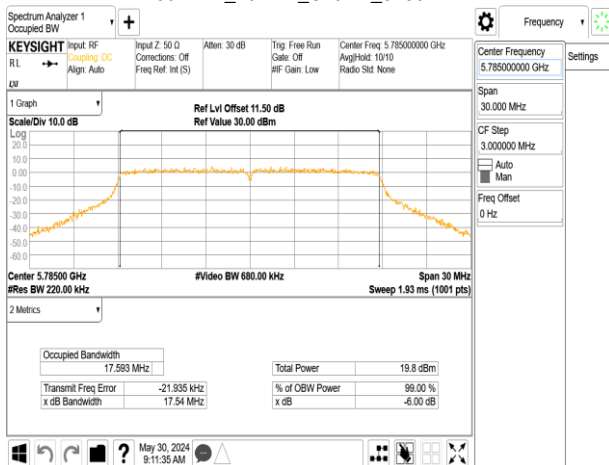 Spectrum Analyzer 1
Occupied BW
Frequency
KEYSIGHT
RL
LXI
Input: RF
Coupling: DC
Align: Auto
Input Z: 50 Ω
Corrections: Off
Freq Ref: Int (S)
Atten: 30 dB
Trig: Free Run
Gate: Off
#IF Gain: Low
Center Freq: 5.785000000 GHz
Avg|Hold: 10/10
Radio Std: None
Center Frequency
5.785000000 GHz
Settings
Span
30.000 MHz
CF Step
3.000000 MHz
Auto
Man
Freq Offset
0 Hz
1 Graph
Scale/Div 10.0 dB
Ref Lvl Offset 11.50 dB
Ref Value 30.00 dBm
Log
20.0
10.0
0.00
-10.0
-20.0
-30.0
-40.0
-50.0
-60.0
Center 5.78500 GHz
#Video BW 680.00 kHz
Span 30 MHz
#Res BW 220.00 kHz
Sweep 1.93 ms (1001 pts)
2 Metrics
Occupied Bandwidth
17.593 MHz
Total Power 19.8 dBm
Transmit Freq Error -21.935 kHz
% of OBW Power 99.00 %
x dB Bandwidth 17.54 MHz
x dB -6.00 dB
?
May 30, 2024
9:11:35 AM